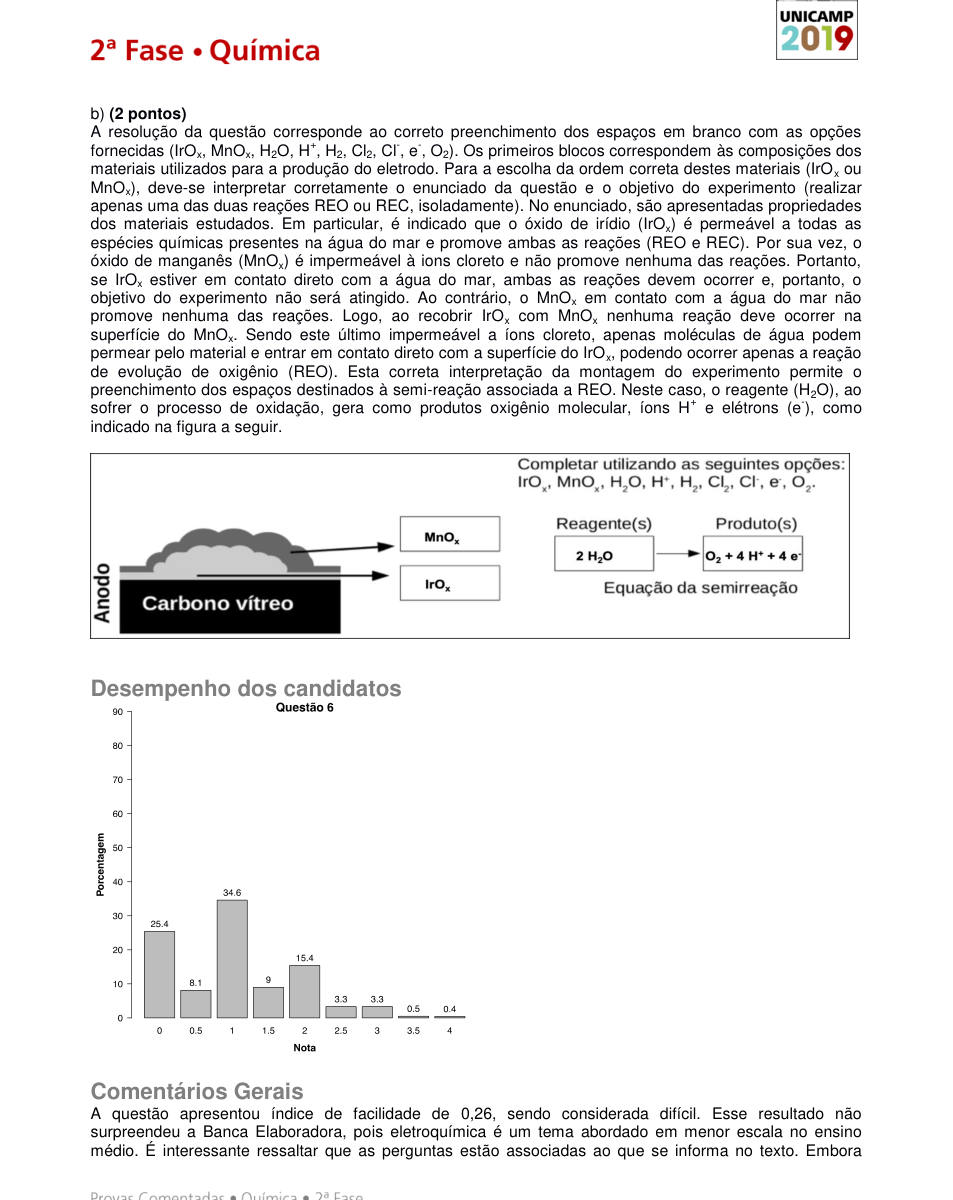 UNICAMP
2019
2ª Fase • Química
b) (2 pontos)
A resolução da questão corresponde ao correto preenchimento dos espaços em branco com as opções
fornecidas (IrOₓ, MnOₓ, H₂O, H⁺, H₂, Cl₂, Cl⁻, e⁻, O₂). Os primeiros blocos correspondem às composições dos
materiais utilizados para a produção do eletrodo. Para a escolha da ordem correta destes materiais (IrOₓ ou
MnOₓ), deve-se interpretar corretamente o enunciado da questão e o objetivo do experimento (realizar
apenas uma das duas reações REO ou REC, isoladamente). No enunciado, são apresentadas propriedades
dos materiais estudados. Em particular, é indicado que o óxido de irídio (IrOₓ) é permeável a todas as
espécies químicas presentes na água do mar e promove ambas as reações (REO e REC). Por sua vez, o
óxido de manganês (MnOₓ) é impermeável à ions cloreto e não promove nenhuma das reações. Portanto,
se IrOₓ estiver em contato direto com a água do mar, ambas as reações devem ocorrer e, portanto, o
objetivo do experimento não será atingido. Ao contrário, o MnOₓ em contato com a água do mar não
promove nenhuma das reações. Logo, ao recobrir IrOₓ com MnOₓ nenhuma reação deve ocorrer na
superfície do MnOₓ. Sendo este último impermeável a íons cloreto, apenas moléculas de água podem
permear pelo material e entrar em contato direto com a superfície do IrOₓ, podendo ocorrer apenas a reação
de evolução de oxigênio (REO). Esta correta interpretação da montagem do experimento permite o
preenchimento dos espaços destinados à semi-reação associada a REO. Neste caso, o reagente (H₂O), ao
sofrer o processo de oxidação, gera como produtos oxigênio molecular, íons H⁺ e elétrons (e⁻), como
indicado na figura a seguir.
Completar utilizando as seguintes opções:
IrOₓ, MnOₓ, H₂O, H⁺, H₂, Cl₂, Cl⁻, e⁻, O₂.
Reagente(s) Produto(s)
MnOₓ
2 H₂O
O₂ + 4 H⁺ + 4 e⁻
IrOₓ
Equação da semirreação
Anodo
Carbono vítreo
Desempenho dos candidatos
Questão 6
90
80
70
60
50
40
30
20
10
0
Porcentagem
25.4
8.1
34.6
9
15.4
3.3
3.3
0.5
0.4
0 0.5 1 1.5 2 2.5 3 3.5 4
Nota
Comentários Gerais
A questão apresentou índice de facilidade de 0,26, sendo considerada difícil. Esse resultado não
surpreendeu a Banca Elaboradora, pois eletroquímica é um tema abordado em menor escala no ensino
médio. É interessante ressaltar que as perguntas estão associadas ao que se informa no texto. Embora
Provas Comentadas • Química • 2ª Fase